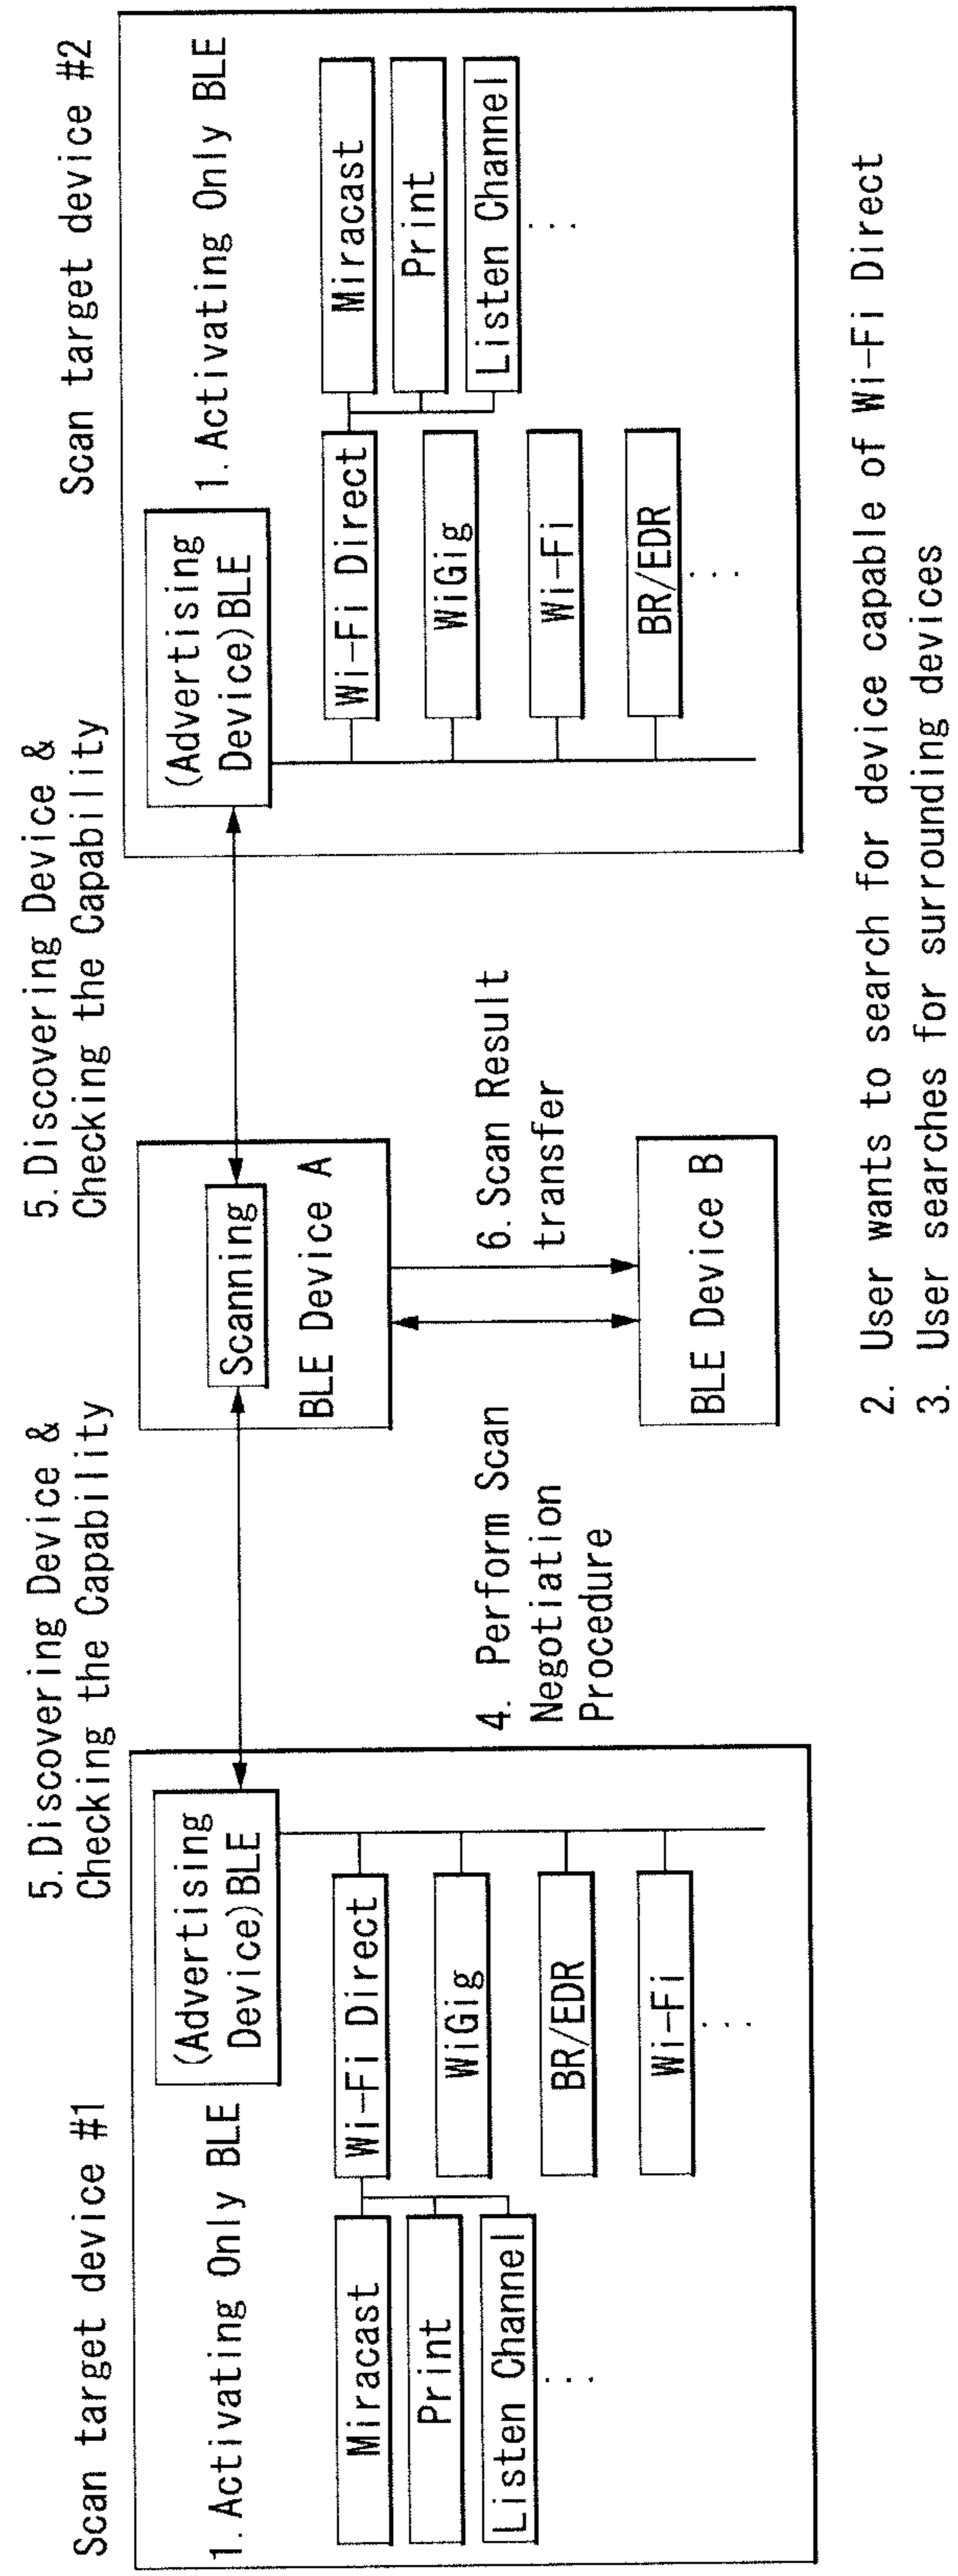 Scan target device #1
1.Activating Only BLE
(Advertising
Device)BLE
Miracast
Print
Listen Channel
...
Wi-Fi Direct
WiGig
BR/EDR
Wi-Fi
...
5.Discovering Device &
Checking the Capability
Scanning
BLE Device A
4. Perform Scan
Negotiation
Procedure
6.Scan Result
transfer
BLE Device B
5.Discovering Device &
Checking the Capability
Scan target device #2
(Advertising
Device)BLE
1.Activating Only BLE
Wi-Fi Direct
WiGig
Wi-Fi
BR/EDR
...
Miracast
Print
Listen Channel
...
2. User wants to search for device capable of Wi-Fi Direct
3. User searches for surrounding devices